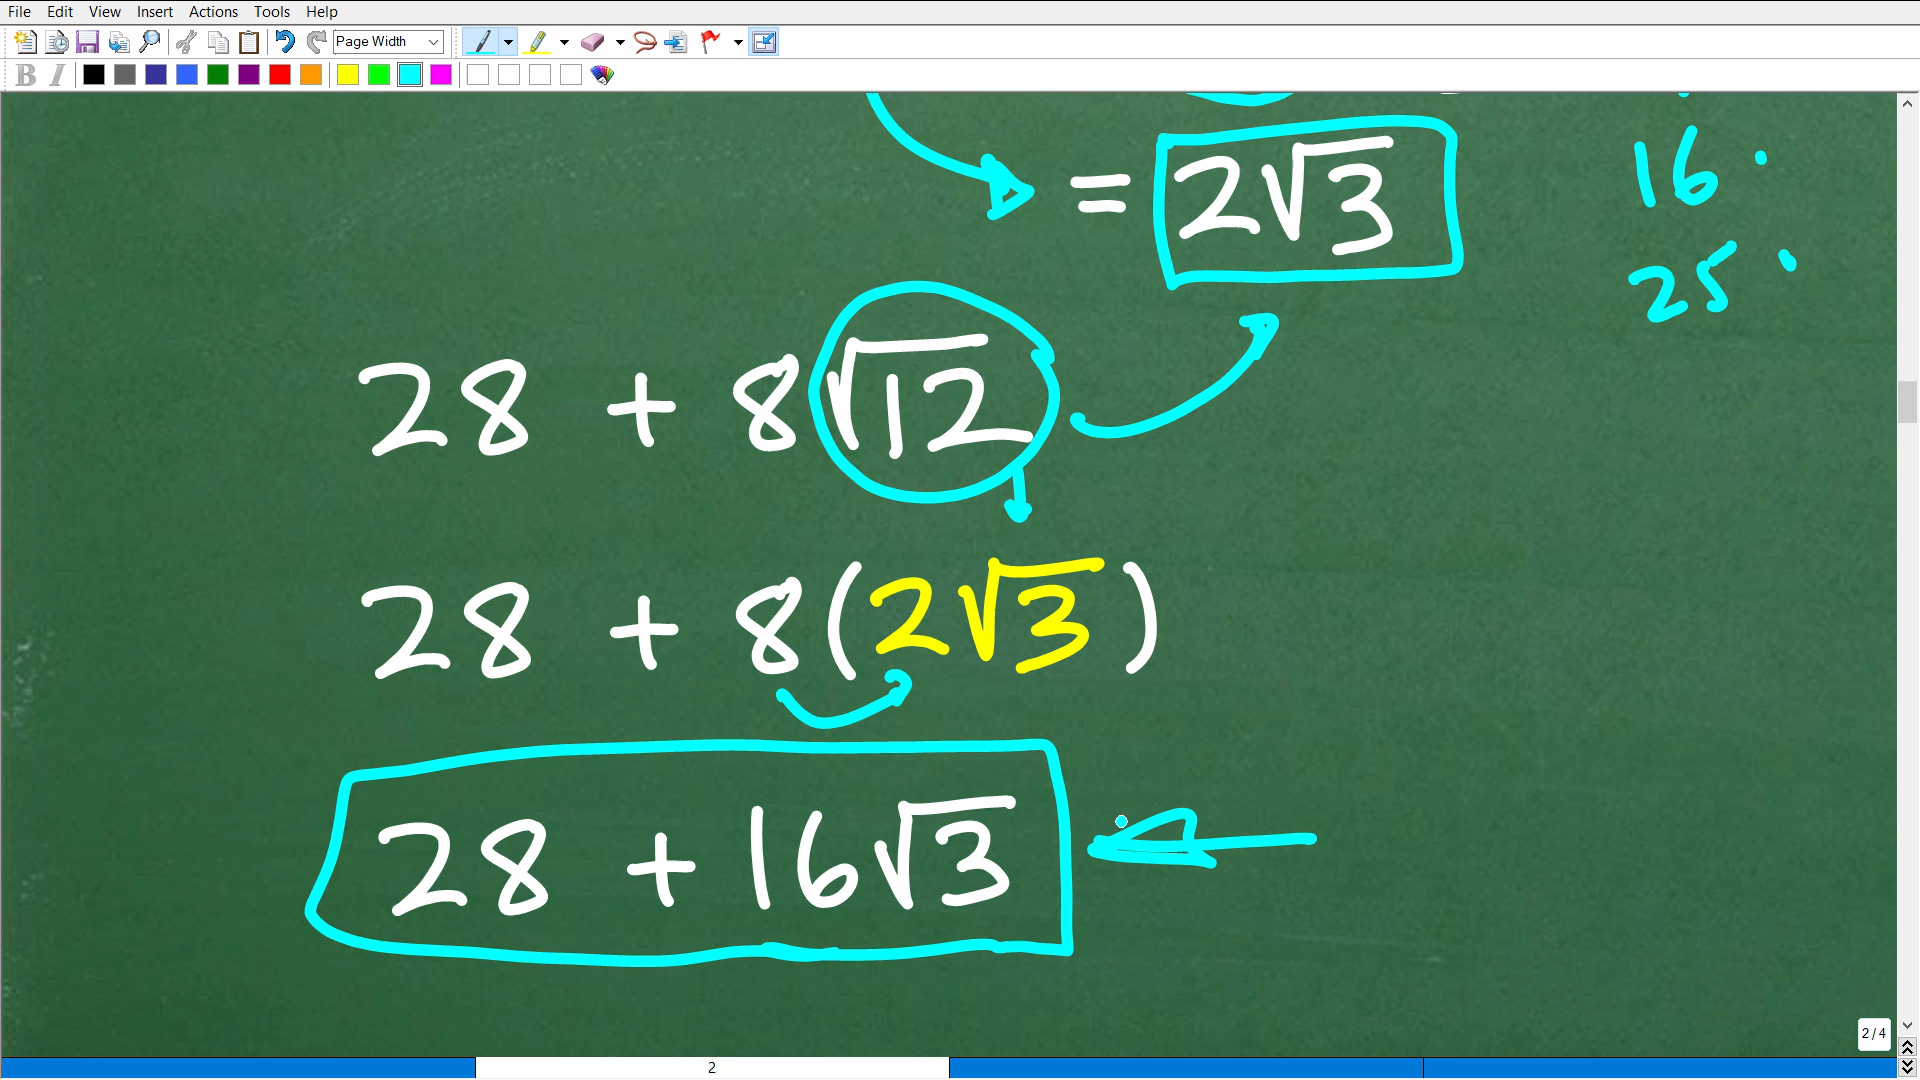 File Edit View Insert Actions Tools Help
Page Width
B I
= 2√3
16 .
25 .
28 + 8√12
28 + 8(2√3)
28 + 16√3
2 / 4
2